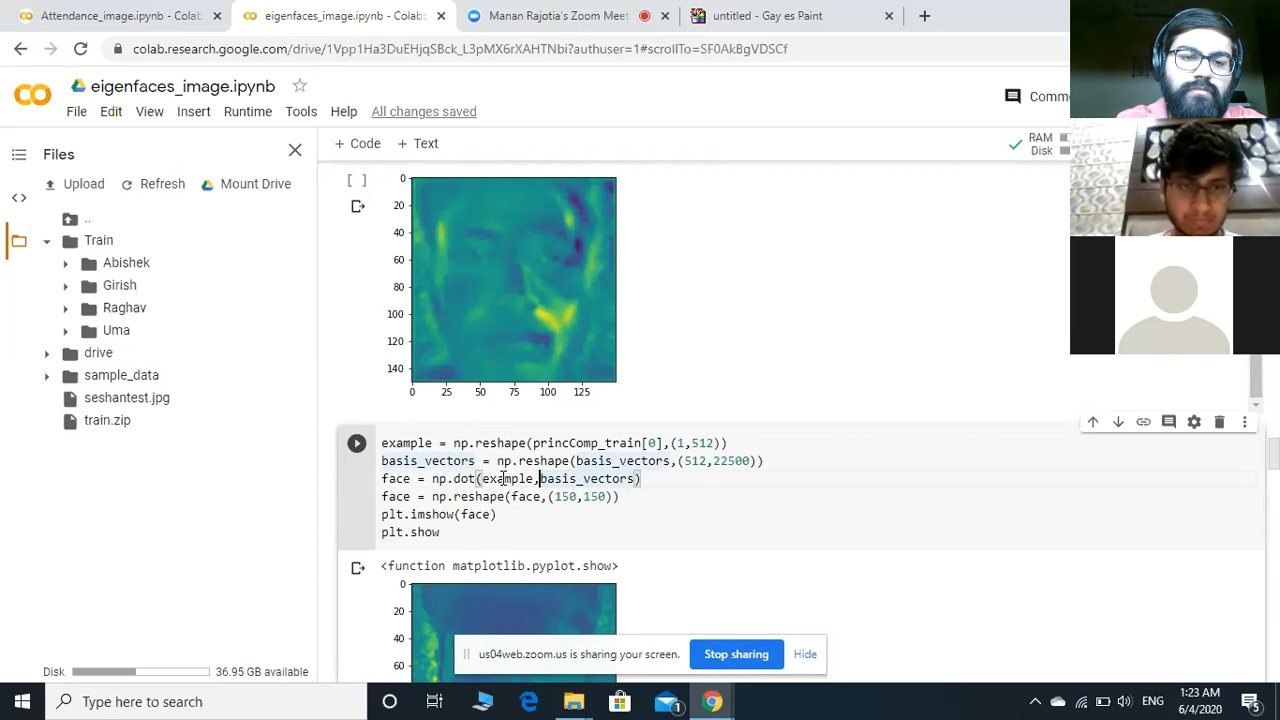 Attendance_image.ipynb - Colabo
eigenfaces_image.ipynb - Colabo
Manan Rajotia's Zoom Meet
untitled - Gay es Paint
colab.research.google.com/drive/1Vpp1Ha3DuEHjqSBck_L3pMX6rXAHTNbi?authuser=1#scrollTo=SF0AkBgVDSCf
eigenfaces_image.ipynb
File Edit View Insert Tools Help All changes saved
Comme
Files
+ Code + Text
RAM
Disk
Upload Refresh Mount Drive
..
Train
Abishek
Girish
Raghav
Uma
drive
sample_data
seshantest.jpg
train.zip
[ ]
0
20
40
60
80
100
120
140
0 25 50 75 100 125
example = np.reshape(princComp_train[0],(1,512))
basis_vectors = np.reshape(basis_vectors,(512,22500))
face = np.dot(example,basis_vectors)
face = np.reshape(face,(150,150))
plt.imshow(face)
plt.show
<function matplotlib.pyplot.show>
0
20
40
60
us04web.zoom.us is sharing your screen. Stop sharing Hide
Disk 36.95 GB available
Type here to search
1
ENG
1:23 AM
6/4/2020
5